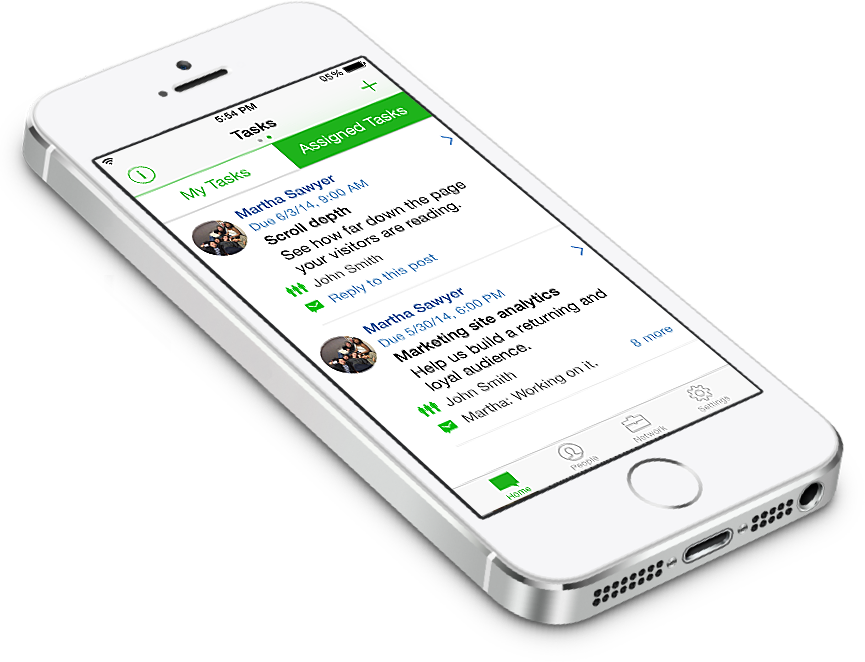 5:54 PM
95%
Tasks
My Tasks
Assigned Tasks
Martha Sawyer
Due 6/3/14, 9:00 AM
Scroll depth
See how far down the page
your visitors are reading.
John Smith
Reply to this post
Martha Sawyer
Due 5/30/14, 6:00 PM
Marketing site analytics
Help us build a returning and
loyal audience.
John Smith
8 more
Martha: Working on it.
Home
People
Network
Settings